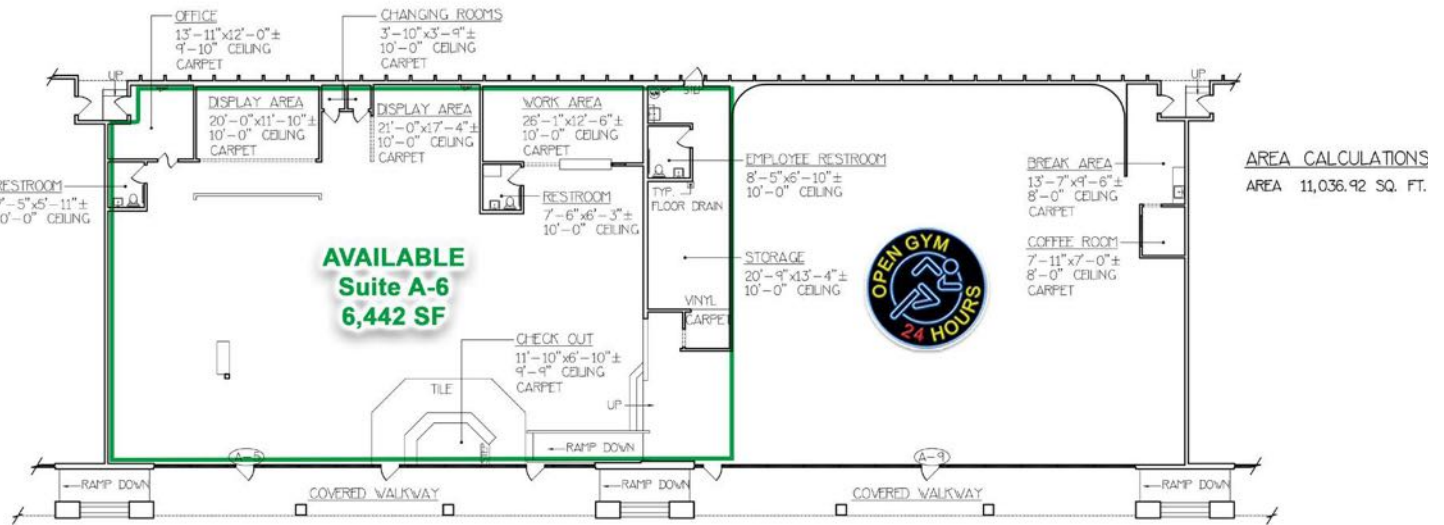 OFFICE
13'-11"x12'-0"±
9'-10" CEILING
CARPET
CHANGING ROOMS
3'-10"x3'-9"±
10'-0" CEILING
CARPET
UP
UP
DISPLAY AREA
20'-0"x11'-10"±
10'-0" CEILING
CARPET
DISPLAY AREA
21'-0"x17'-4"±
10'-0" CEILING
CARPET
WORK AREA
26'-1"x12'-6"±
10'-0" CEILING
CARPET
EMPLOYEE RESTROOM
8'-5"x6'-10"±
10'-0" CEILING
BREAK AREA
13'-7"x9'-6"±
8'-0" CEILING
CARPET
AREA CALCULATIONS
AREA 11,036.92 SQ. FT.
RESTROOM
'-5"x5'-11"±
0'-0" CEILING
RESTROOM
7'-6"x6'-3"±
10'-0" CEILING
TYP.
FLOOR DRAIN
COFFEE ROOM
7'-11"x7'-0"±
8'-0" CEILING
CARPET
AVAILABLE
Suite A-6
6,442 SF
STORAGE
20'-9"x13'-4"±
10'-0" CEILING
OPEN GYM
24 HOURS
VINYL
CARPET
CHECK OUT
11'-10"x6'-10"±
9'-9" CEILING
CARPET
TILE
UP
STEP
RAMP DOWN
A-5
A-9
RAMP DOWN
COVERED WALKWAY
RAMP DOWN
COVERED WALKWAY
RAMP DOWN